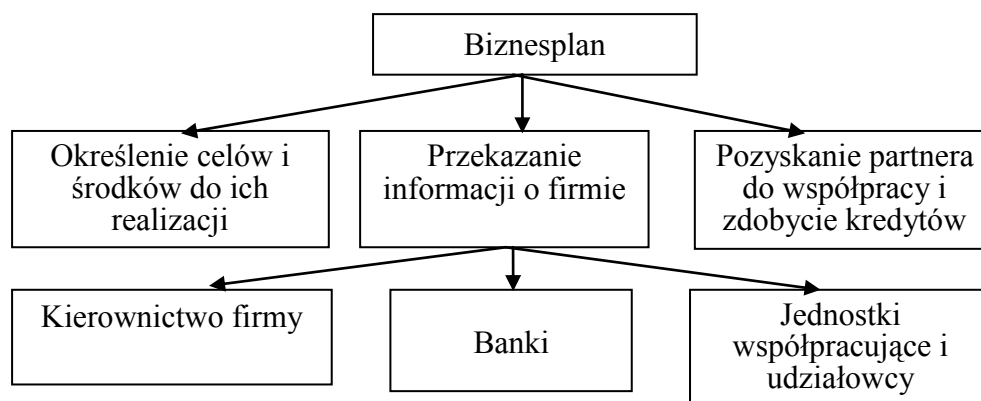 Biznesplan
Określenie celów i
środków do ich
realizacji
Przekazanie
informacji o firmie
Pozyskanie partnera
do współpracy i
zdobycie kredytów
Kierownictwo firmy
Banki
Jednostki
współpracujące i
udziałowcy